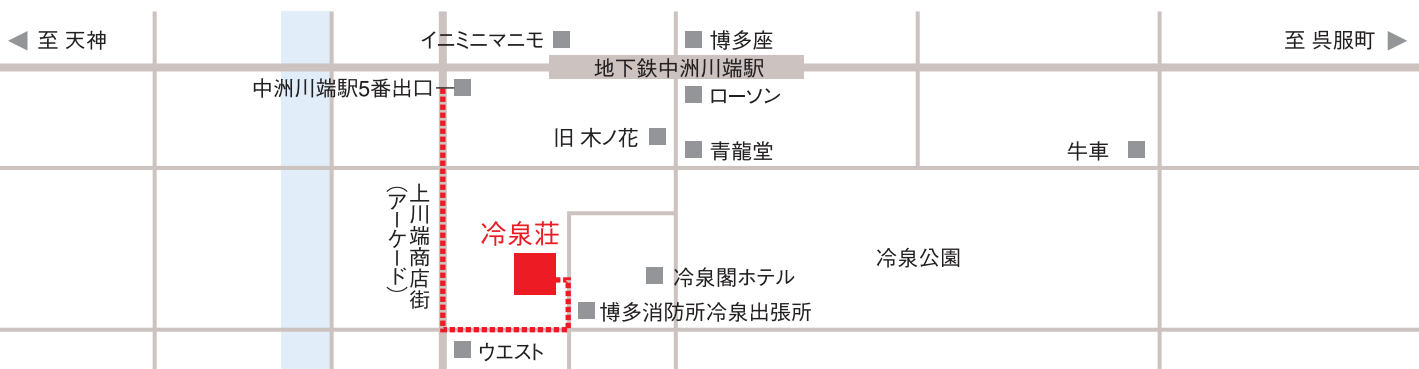 至 天神
イニミニマニモ
博多座
至 呉服町
地下鉄中洲川端駅
中洲川端駅5番出口
ローソン
旧 木ノ花
青龍堂
牛車
上川端商店街
（アーケード）
冷泉荘
冷泉公園
冷泉閣ホテル
博多消防所冷泉出張所
ウエスト